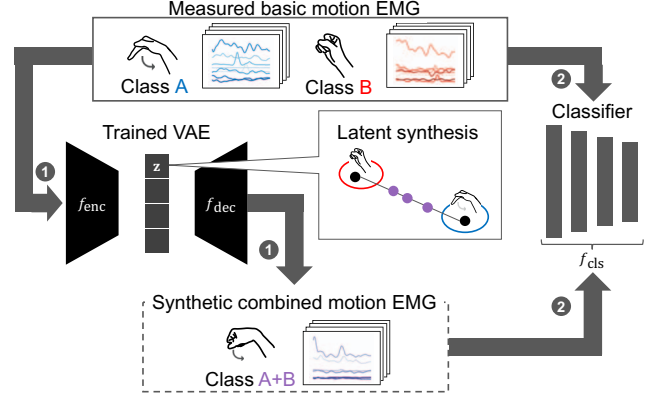 Measured basic motion EMG
Class A
Class B
2
Classifier
Trained VAE
Latent synthesis
1
z
f_enc
f_dec
1
f_cls
2
Synthetic combined motion EMG
Class A+B